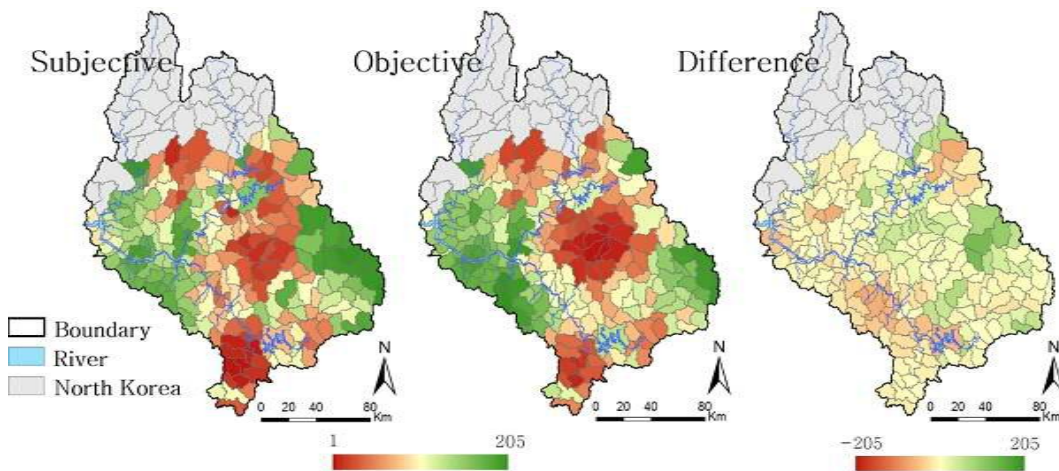 Subjective
Objective
Difference
Boundary
River
North Korea
N
0 20 40 80
Km
N
0 20 40 80
Km
N
0 20 40 80
Km
1 205
-205 205